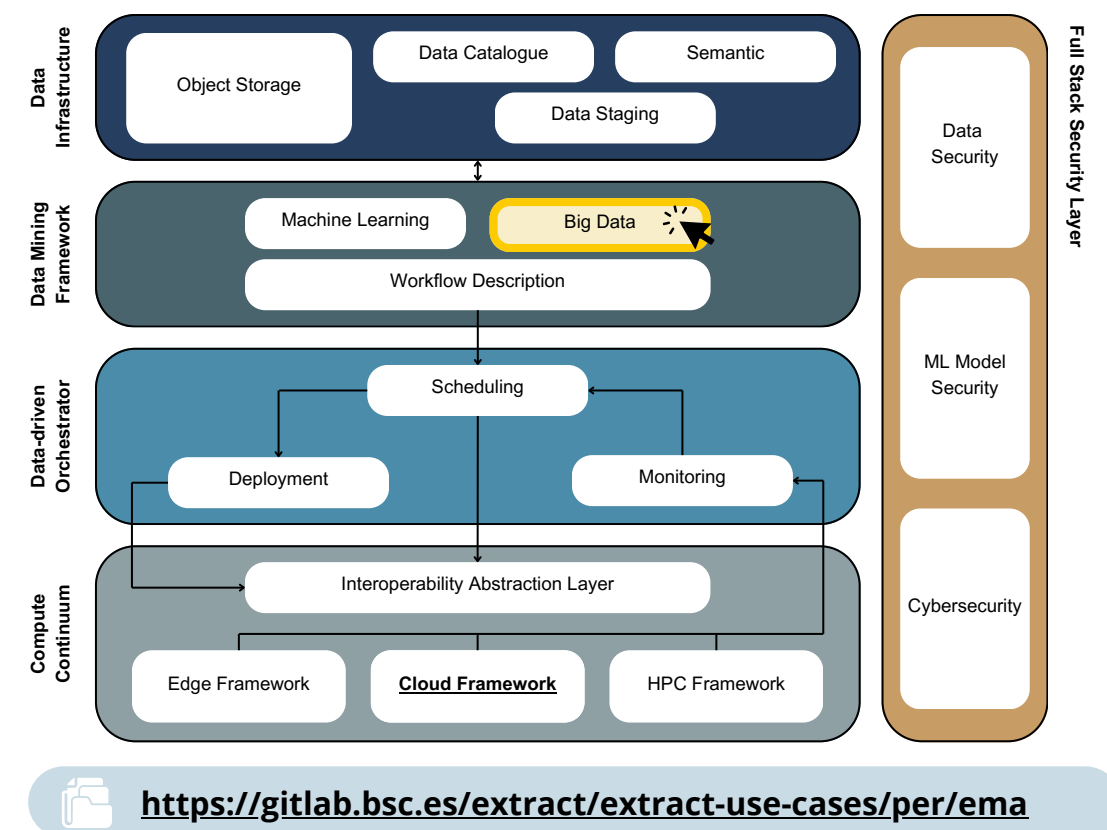 Data
Infrastructure
Object Storage
Data Catalogue
Semantic
Data Staging
Data Mining
Framework
Machine Learning
Big Data
Workflow Description
Data-driven
Orchestrator
Scheduling
Deployment
Monitoring
Compute
Continuum
Interoperability Abstraction Layer
Edge Framework
Cloud Framework
HPC Framework
Full Stack Security Layer
Data
Security
ML Model
Security
Cybersecurity
https://gitlab.bsc.es/extract/extract-use-cases/per/ema